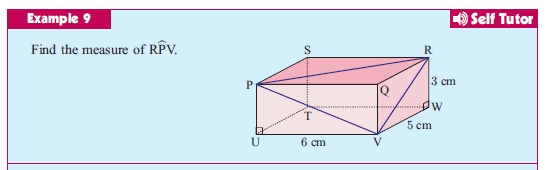 Example 9
Self Tutor
Find the measure of RP̂V.
S
R
P
Q
3 cm
T
W
5 cm
U
6 cm
V